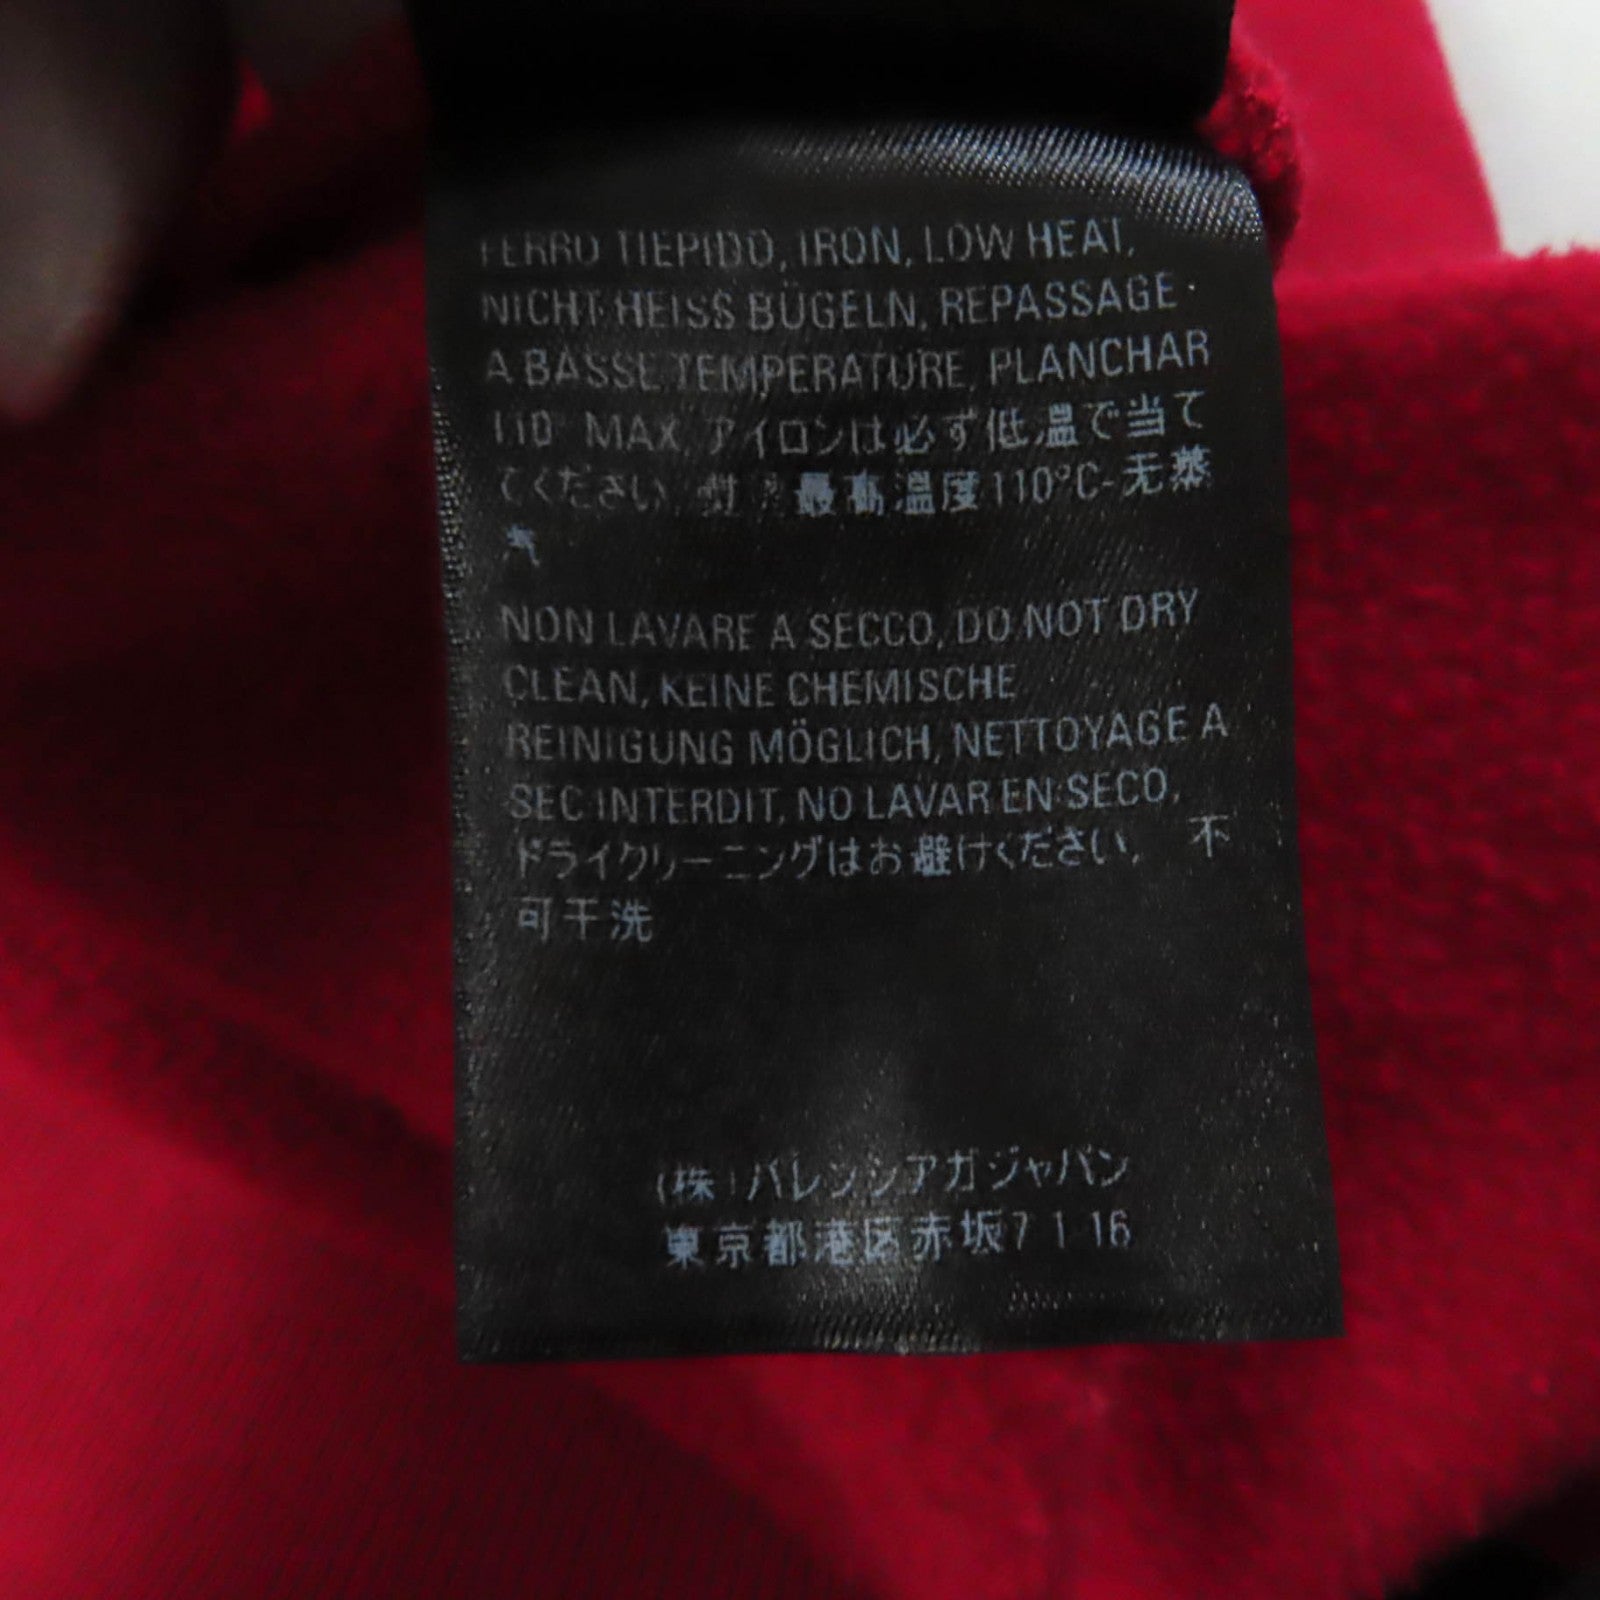 FERRO TIEPIDO, IRON, LOW HEAT,
NICHT HEISS BÜGELN, REPASSAGE
A BASSE TEMPERATURE, PLANCHAR
110° MAX, アイロンは必ず低温で当て
てください, 最高温度110°C-无蒸
气
NON LAVARE A SECCO, DO NOT DRY
CLEAN, KEINE CHEMISCHE
REINIGUNG MÖGLICH, NETTOYAGE A
SEC INTERDIT, NO LAVAR EN SECO,
ドライクリーニングはお避けください, 不
可干洗
(株)バレンシアガジャパン
東京都港区赤坂7 1 16